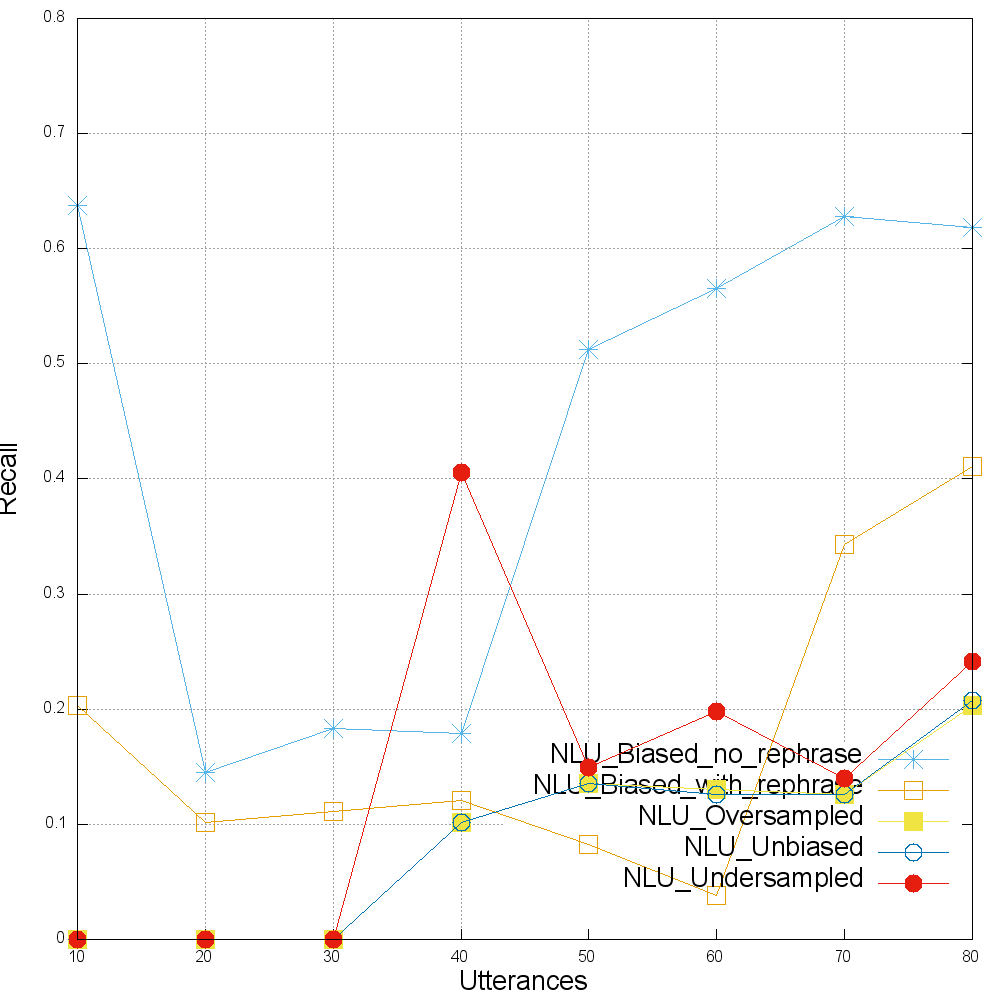 0.8
0.7
0.6
0.5
0.4
0.3
0.2
0.1
0
Recall
NLU_Biased_no_rephrase
NLU_Biased_with_rephrase
NLU_Oversampled
NLU_Unbiased
NLU_Undersampled
10 20 30 40 50 60 70 80
Utterances